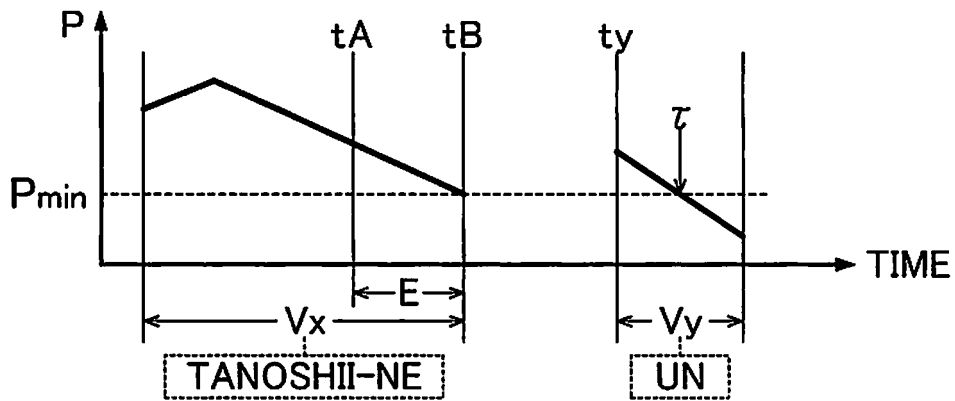 P
tA tB ty
τ
Pmin
TIME
E
Vx Vy
TANOSHII-NE UN